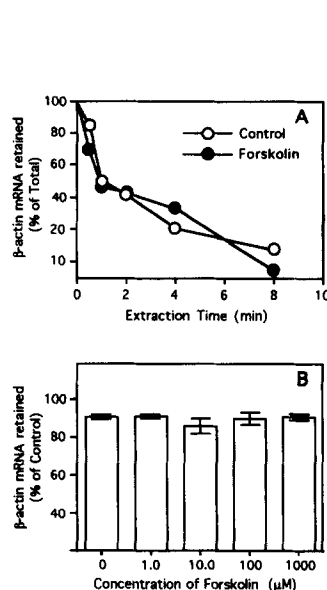 A
100
80
60
40
20
10
β-actin mRNA retained
(% of Total)
Control
Forskolin
0 2 4 6 8 10
Extraction Time (min)
B
100
80
60
40
β-actin mRNA retained
(% of Control)
0 1.0 10.0 100 1000
Concentration of Forskolin (μM)